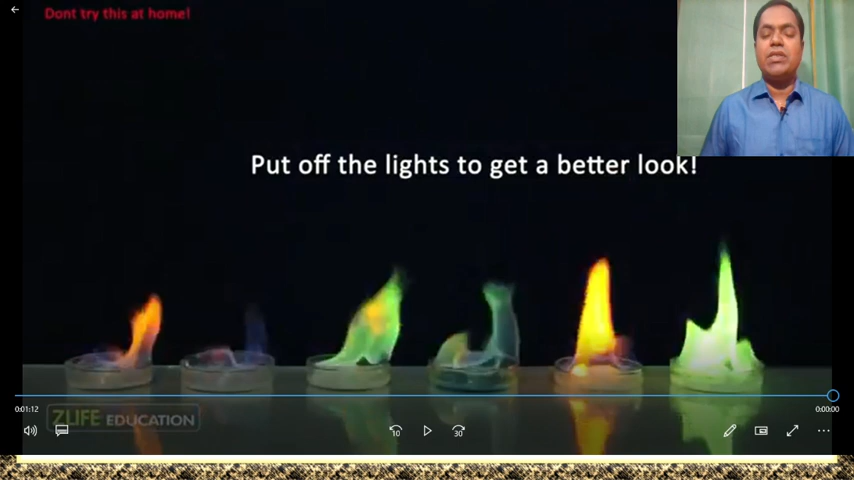 Dont try this at home!
Put off the lights to get a better look!
0:01:12
0:00:00
ZLIFE EDUCATION
10
30